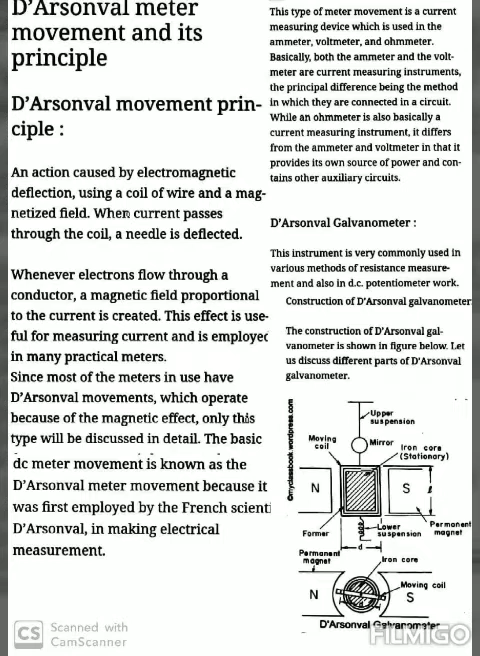 D'Arsonval meter
movement and its
principle
D'Arsonval movement prin-
ciple :
An action caused by electromagnetic
deflection, using a coil of wire and a mag-
netized field. When current passes
through the coil, a needle is deflected.
Whenever electrons flow through a
conductor, a magnetic field proportional
to the current is created. This effect is use-
ful for measuring current and is employed
in many practical meters.
Since most of the meters in use have
D'Arsonval movements, which operate
because of the magnetic effect, only this
type will be discussed in detail. The basic
dc meter movement is known as the
D'Arsonval meter movement because it
was first employed by the French scienti
D'Arsonval, in making electrical
measurement.
This type of meter movement is a current
measuring device which is used in the
ammeter, voltmeter, and ohmmeter.
Basically, both the ammeter and the volt-
meter are current measuring instruments,
the principal difference being the method
in which they are connected in a circuit.
While an ohmmeter is also basically a
current measuring instrument, it differs
from the ammeter and voltmeter in that it
provides its own source of power and con-
tains other auxiliary circuits.
D'Arsonval Galvanometer :
This instrument is very commonly used in
various methods of resistance measure-
ment and also in d.c. potentiometer work.
Construction of D'Arsonval galvanometer
The construction of D'Arsonval gal-
vanometer is shown in figure below. Let
us discuss different parts of D'Arsonval
galvanometer.
©myclassbook.wordpress.com
Upper
suspension
Moving
coil
Mirror
Iron core
(Stationary)
N
S
l
Former
Lower
suspension
Permanent
magnet
d
Permanent
magnet
Iron core
Moving coil
N
S
d
D'Arsonval Galvanometer
CS Scanned with
CamScanner
FILMIGO